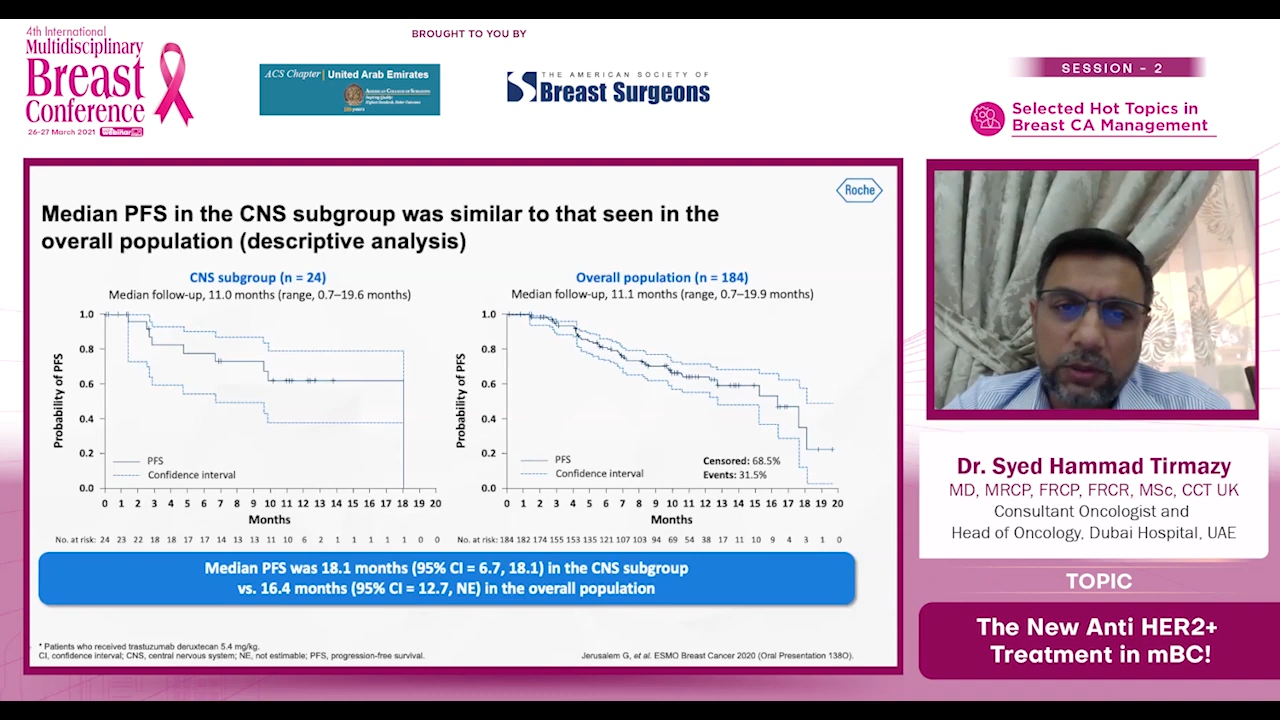 4th International
Multidisciplinary
Breast
Conference
26-27 March 2021 Webinar
BROUGHT TO YOU BY
ACS Chapter | United Arab Emirates
AMERICAN COLLEGE OF SURGEONS
Inspiring Quality:
Highest Standards, Better Outcomes
100+years
THE AMERICAN SOCIETY OF
Breast Surgeons
SESSION - 2
Selected Hot Topics in
Breast CA Management
Roche
Median PFS in the CNS subgroup was similar to that seen in the
overall population (descriptive analysis)
CNS subgroup (n = 24)
Median follow-up, 11.0 months (range, 0.7–19.6 months)
Probability of PFS
1.0
0.8
0.6
0.4
0.2
0.0
PFS
Confidence interval
0 1 2 3 4 5 6 7 8 9 10 11 12 13 14 15 16 17 18 19 20
Months
No. at risk: 24 23 22 18 18 17 17 14 13 13 11 10 6 2 1 1 1 1 1 0 0
Overall population (n = 184)
Median follow-up, 11.1 months (range, 0.7–19.9 months)
Probability of PFS
1.0
0.8
0.6
0.4
0.2
0.0
PFS
Confidence interval
Censored: 68.5%
Events: 31.5%
0 1 2 3 4 5 6 7 8 9 10 11 12 13 14 15 16 17 18 19 20
Months
No. at risk: 184 182 174 155 153 135 121 107 103 94 69 54 38 17 11 10 9 4 3 1 0
Median PFS was 18.1 months (95% CI = 6.7, 18.1) in the CNS subgroup
vs. 16.4 months (95% CI = 12.7, NE) in the overall population
* Patients who received trastuzumab deruxtecan 5.4 mg/kg.
CI, confidence interval; CNS, central nervous system; NE, not estimable; PFS, progression-free survival.
Jerusalem G, et al. ESMO Breast Cancer 2020 (Oral Presentation 138O).
Dr. Syed Hammad Tirmazy
MD, MRCP, FRCP, FRCR, MSc, CCT UK
Consultant Oncologist and
Head of Oncology, Dubai Hospital, UAE
TOPIC
The New Anti HER2+
Treatment in mBC!